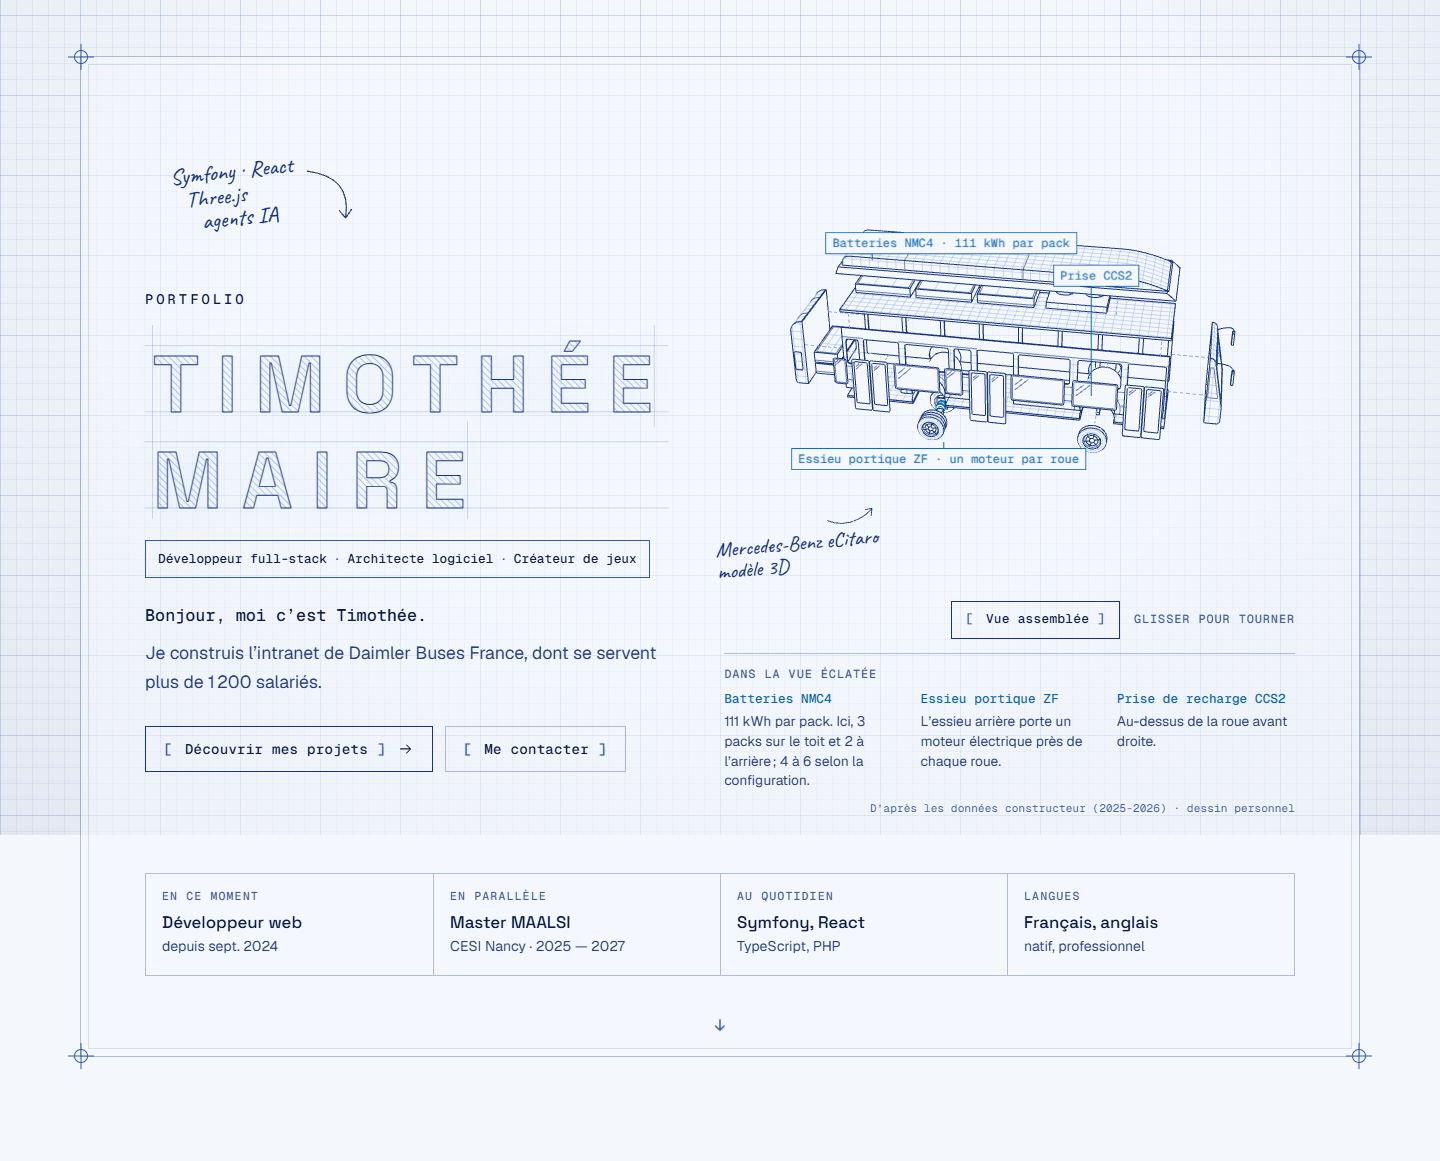 Symfony · React
Three.js
agents IA
PORTFOLIO
TIMOTHÉE
MAIRE
Développeur full-stack · Architecte logiciel · Créateur de jeux
Bonjour, moi c’est Timothée.
Je construis l’intranet de Daimler Buses France, dont se servent
plus de 1 200 salariés.
[ Découvrir mes projets ] →
[ Me contacter ]
Batteries NMC4 · 111 kWh par pack
Prise CCS2
Essieu portique ZF · un moteur par roue
Mercedes-Benz eCitaro
modèle 3D
[ Vue assemblée ]
GLISSER POUR TOURNER
DANS LA VUE ÉCLATÉE
Batteries NMC4
111 kWh par pack. Ici, 3
packs sur le toit et 2 à
l’arrière ; 4 à 6 selon la
configuration.
Essieu portique ZF
L’essieu arrière porte un
moteur électrique près de
chaque roue.
Prise de recharge CCS2
Au-dessus de la roue avant
droite.
D’après les données constructeur (2025-2026) · dessin personnel
EN CE MOMENT
Développeur web
depuis sept. 2024
EN PARALLÈLE
Master MAALSI
CESI Nancy · 2025 — 2027
AU QUOTIDIEN
Symfony, React
TypeScript, PHP
LANGUES
Français, anglais
natif, professionnel
↓